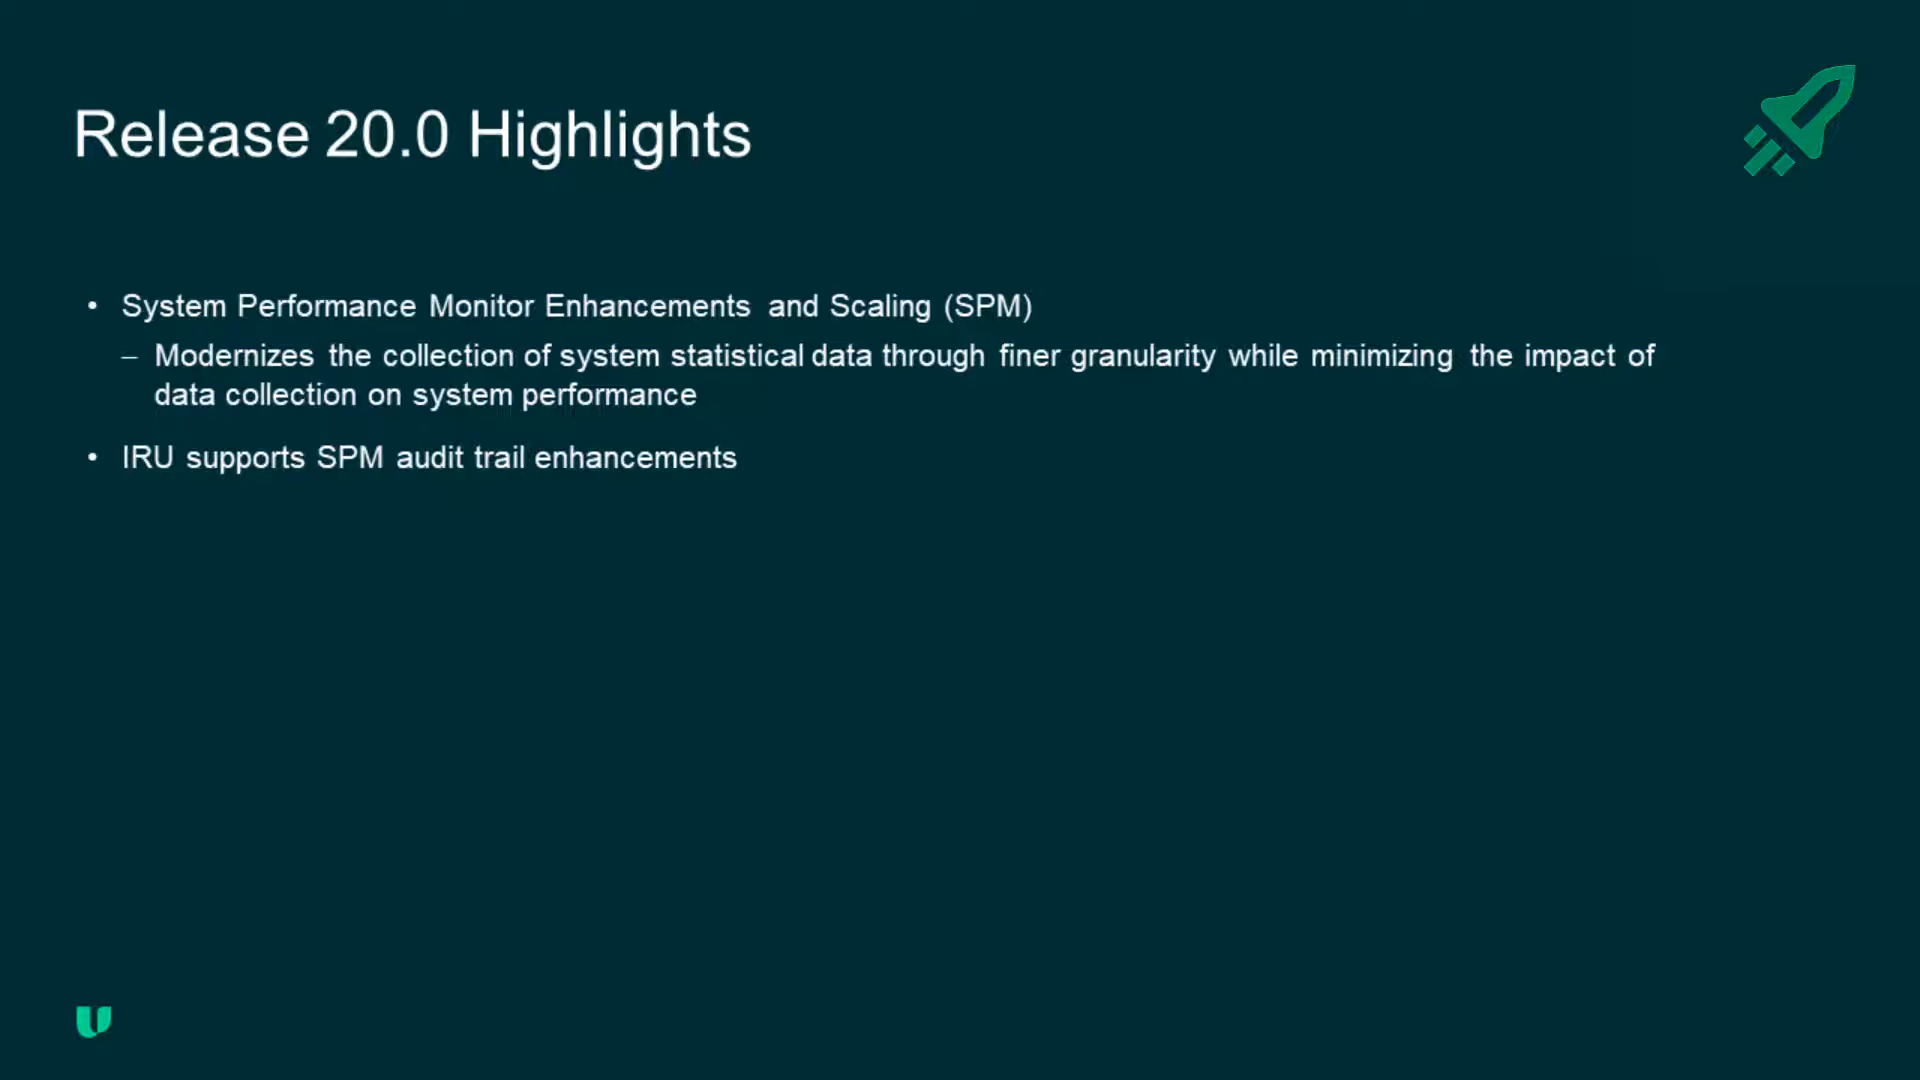 Release 20.0 Highlights
• System Performance Monitor Enhancements and Scaling (SPM)
– Modernizes the collection of system statistical data through finer granularity while minimizing the impact of
data collection on system performance
• IRU supports SPM audit trail enhancements